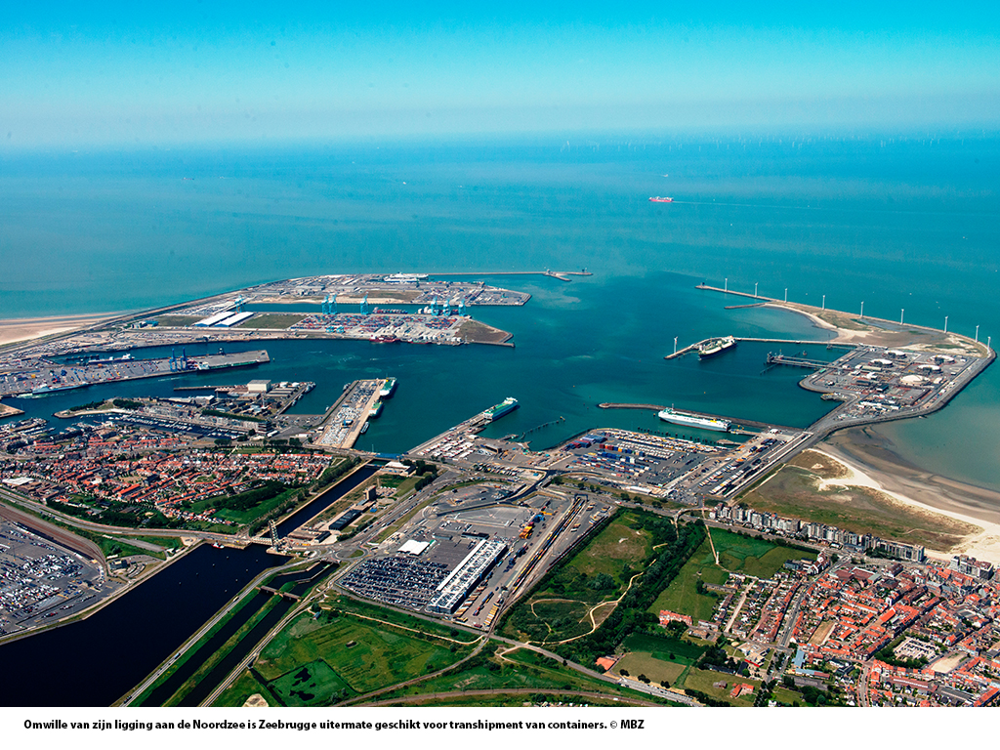 Omwille van zijn ligging aan de Noordzee is Zeebrugge uitermate geschikt voor transhipment van containers. © MBZ